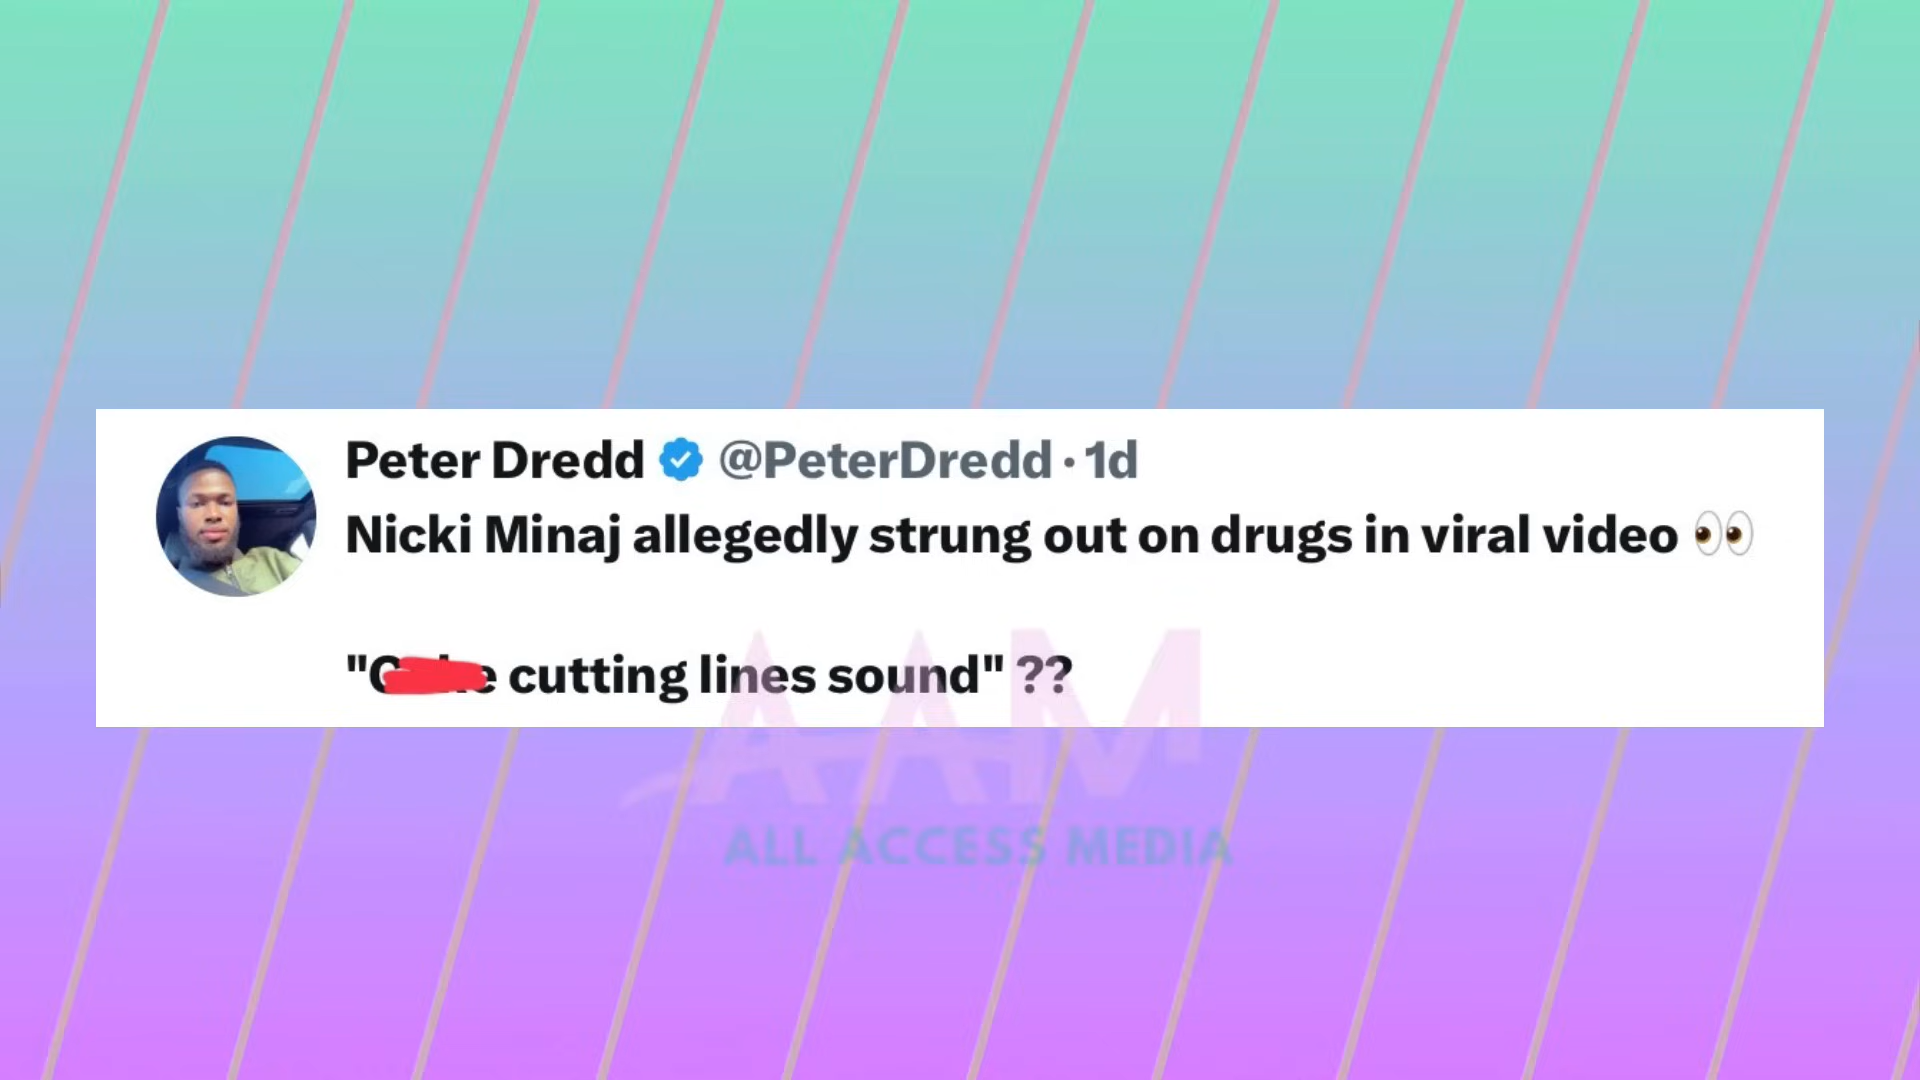 Peter Dredd @PeterDredd · 1d
Nicki Minaj allegedly strung out on drugs in viral video 👀
cutting lines sound" ??
AAM
ALL ACCESS MEDIA